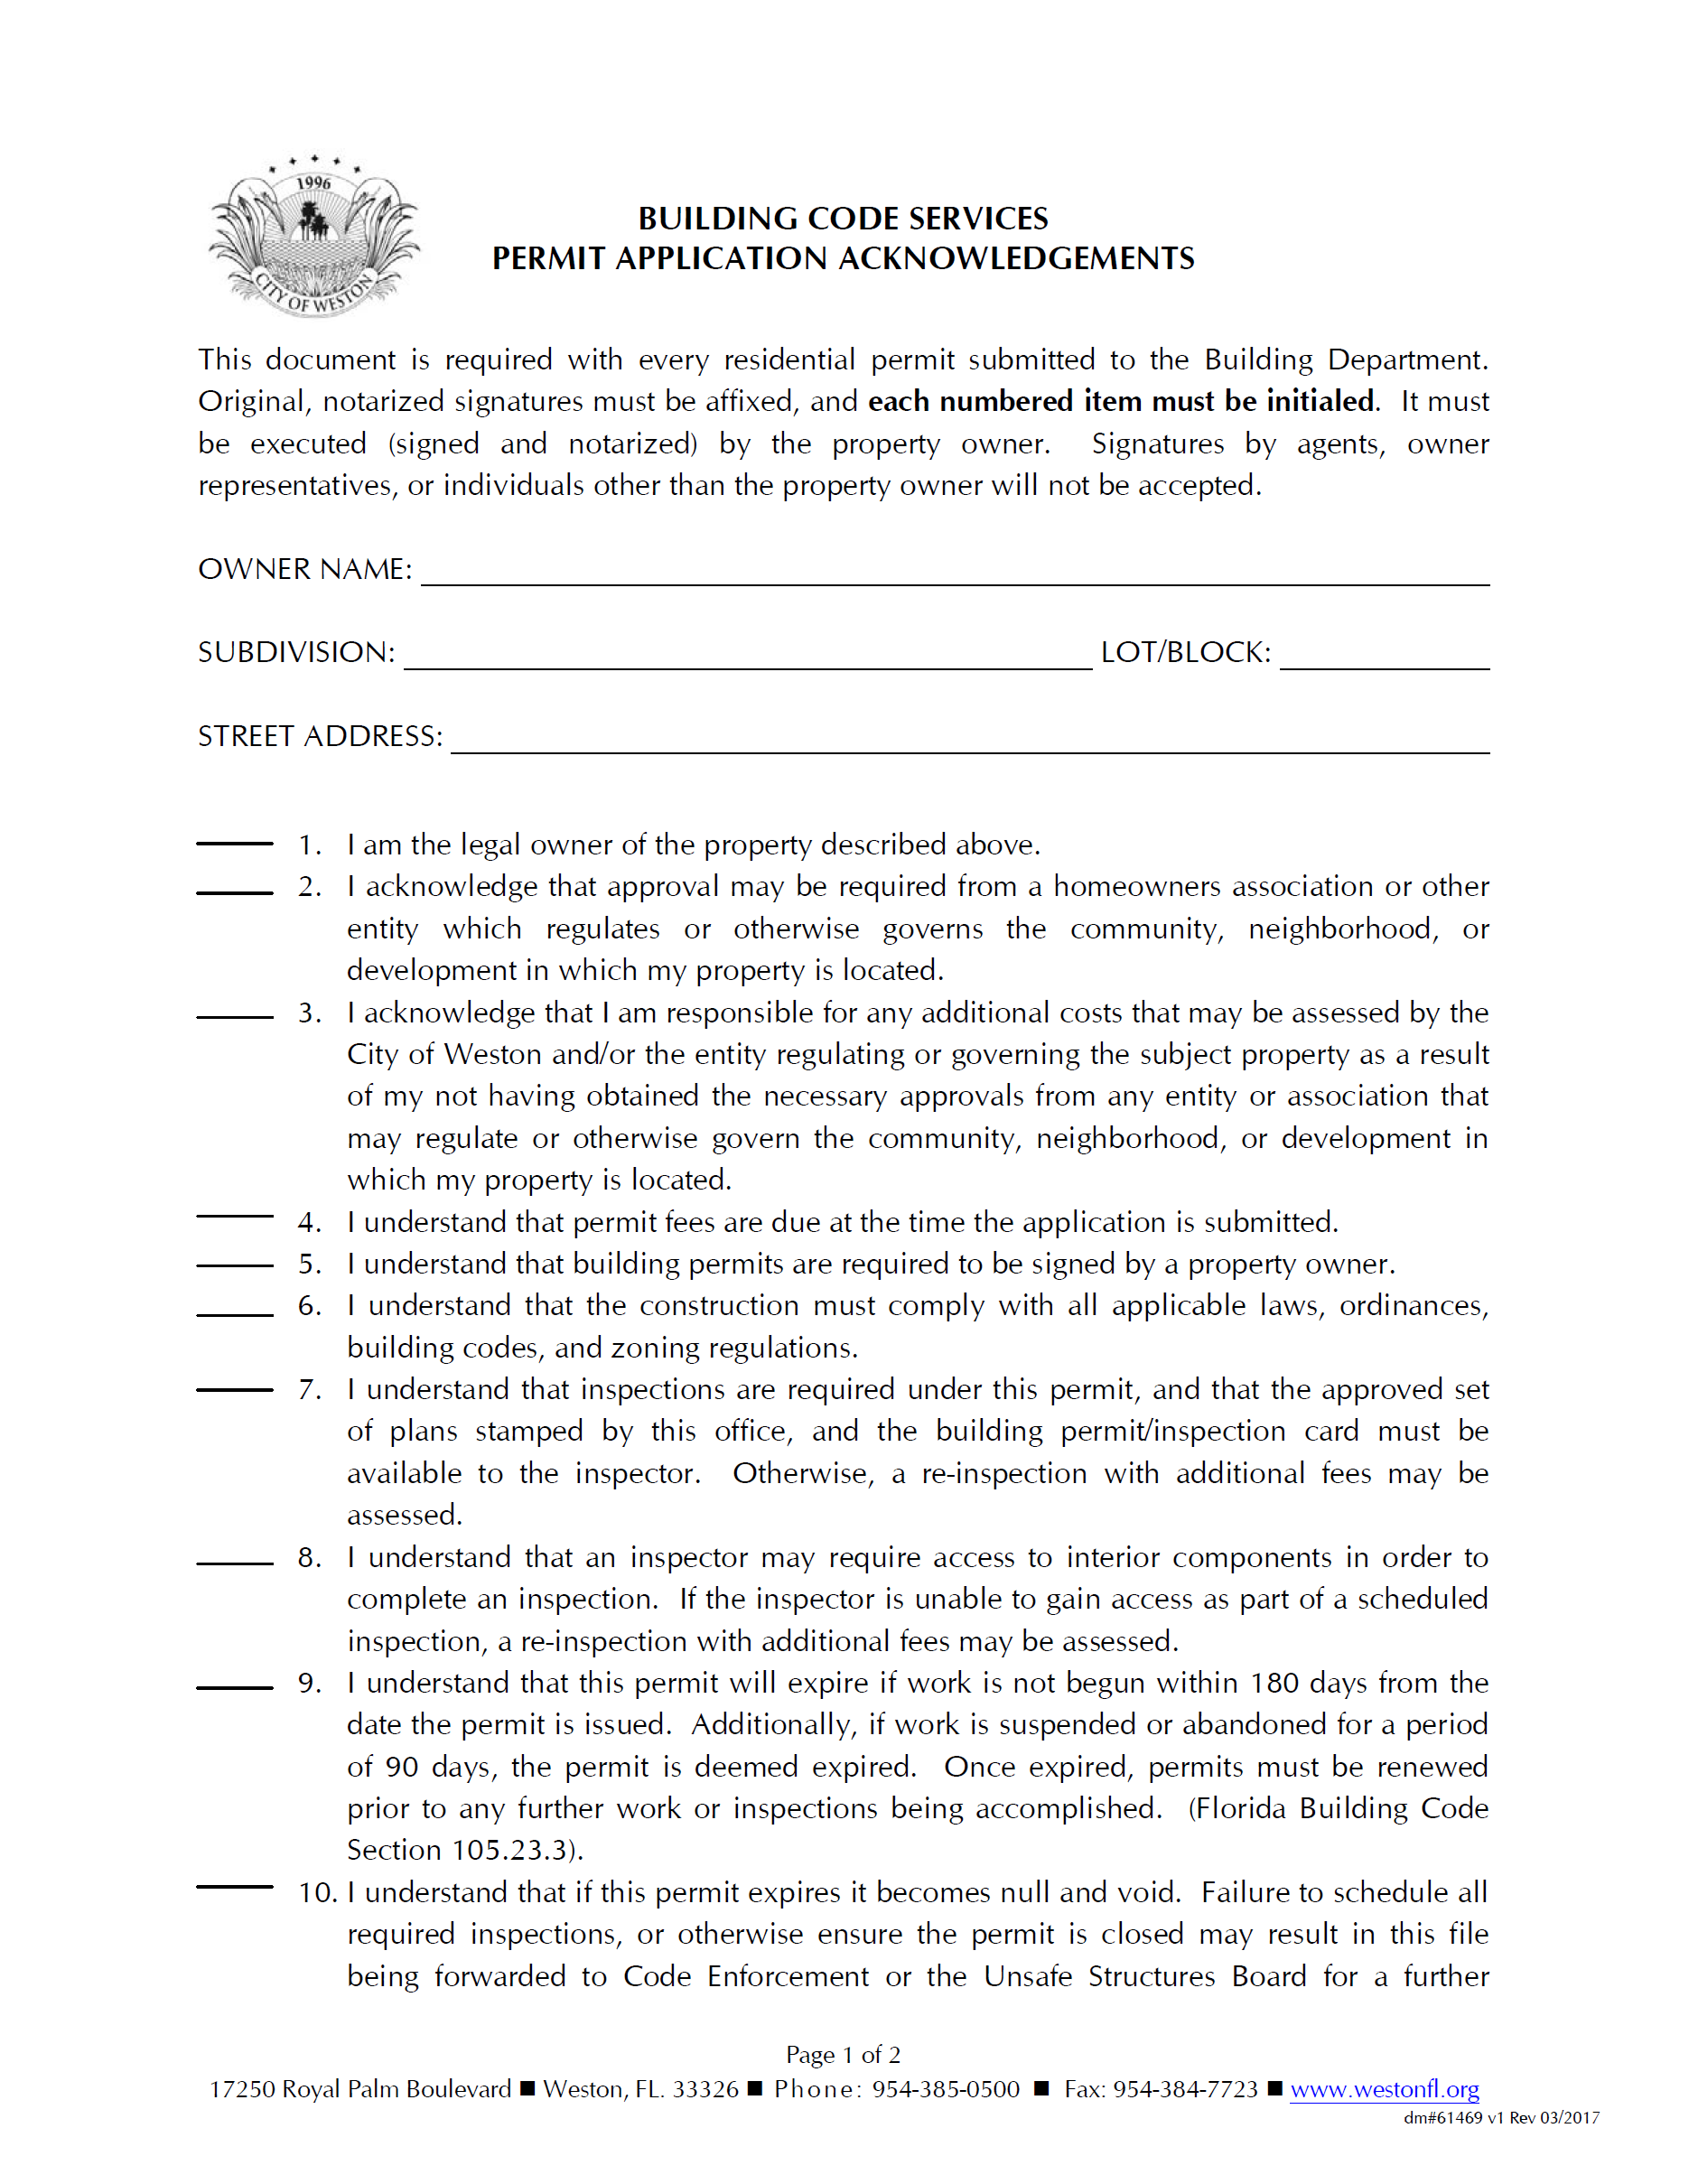 1996
CITY OF WESTON
BUILDING CODE SERVICES
PERMIT APPLICATION ACKNOWLEDGEMENTS
This document is required with every residential permit submitted to the Building Department.
Original, notarized signatures must be affixed, and each numbered item must be initialed. It must
be executed (signed and notarized) by the property owner. Signatures by agents, owner
representatives, or individuals other than the property owner will not be accepted.
OWNER NAME:
SUBDIVISION: LOT/BLOCK:
STREET ADDRESS:
1. I am the legal owner of the property described above.
2. I acknowledge that approval may be required from a homeowners association or other
entity which regulates or otherwise governs the community, neighborhood, or
development in which my property is located.
3. I acknowledge that I am responsible for any additional costs that may be assessed by the
City of Weston and/or the entity regulating or governing the subject property as a result
of my not having obtained the necessary approvals from any entity or association that
may regulate or otherwise govern the community, neighborhood, or development in
which my property is located.
4. I understand that permit fees are due at the time the application is submitted.
5. I understand that building permits are required to be signed by a property owner.
6. I understand that the construction must comply with all applicable laws, ordinances,
building codes, and zoning regulations.
7. I understand that inspections are required under this permit, and that the approved set
of plans stamped by this office, and the building permit/inspection card must be
available to the inspector. Otherwise, a re-inspection with additional fees may be
assessed.
8. I understand that an inspector may require access to interior components in order to
complete an inspection. If the inspector is unable to gain access as part of a scheduled
inspection, a re-inspection with additional fees may be assessed.
9. I understand that this permit will expire if work is not begun within 180 days from the
date the permit is issued. Additionally, if work is suspended or abandoned for a period
of 90 days, the permit is deemed expired. Once expired, permits must be renewed
prior to any further work or inspections being accomplished. (Florida Building Code
Section 105.23.3).
10. I understand that if this permit expires it becomes null and void. Failure to schedule all
required inspections, or otherwise ensure the permit is closed may result in this file
being forwarded to Code Enforcement or the Unsafe Structures Board for a further
Page 1 of 2
17250 Royal Palm Boulevard ■ Weston, FL. 33326 ■ Phone: 954-385-0500 ■ Fax: 954-384-7723 ■ www.westonfl.org
dm#61469 v1 Rev 03/2017